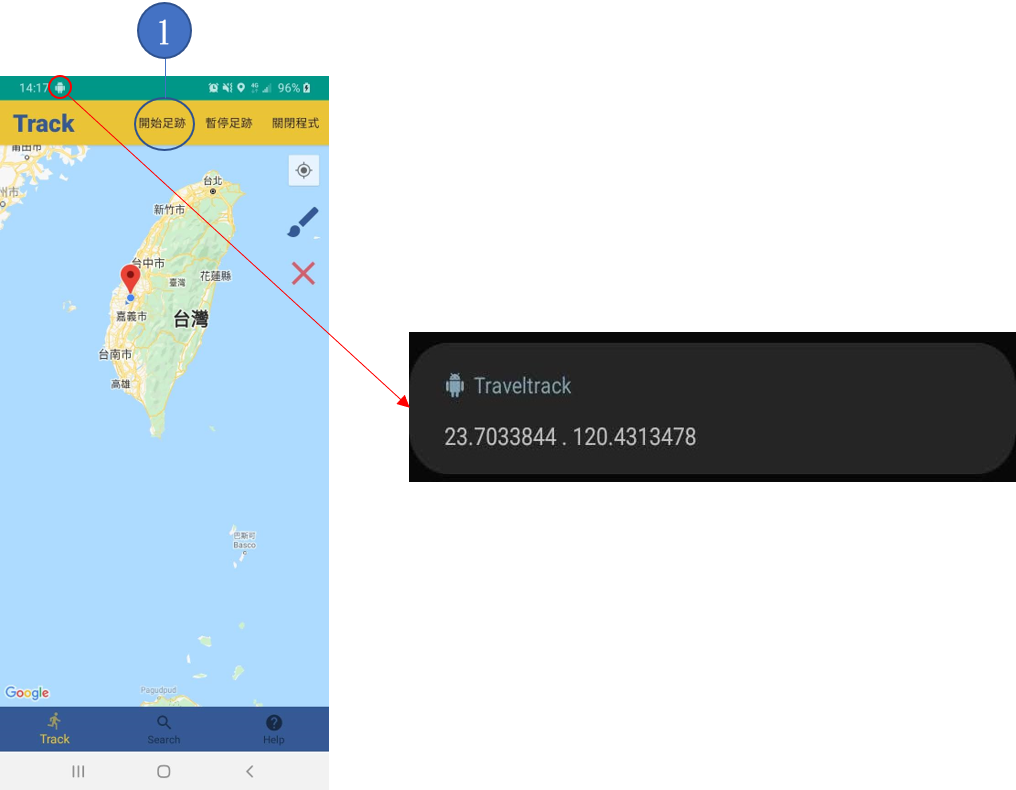 1
14:17
4G
96%
Track
開始足跡
暫停足跡
關閉程式
莆田市
州市
台北
新竹市
台中市
臺灣
花蓮縣
嘉義市
台灣
台南市
高雄
Traveltrack
23.7033844 . 120.4313478
巴斯可
Basco
Pagudpud
Google
Track
Search
Help